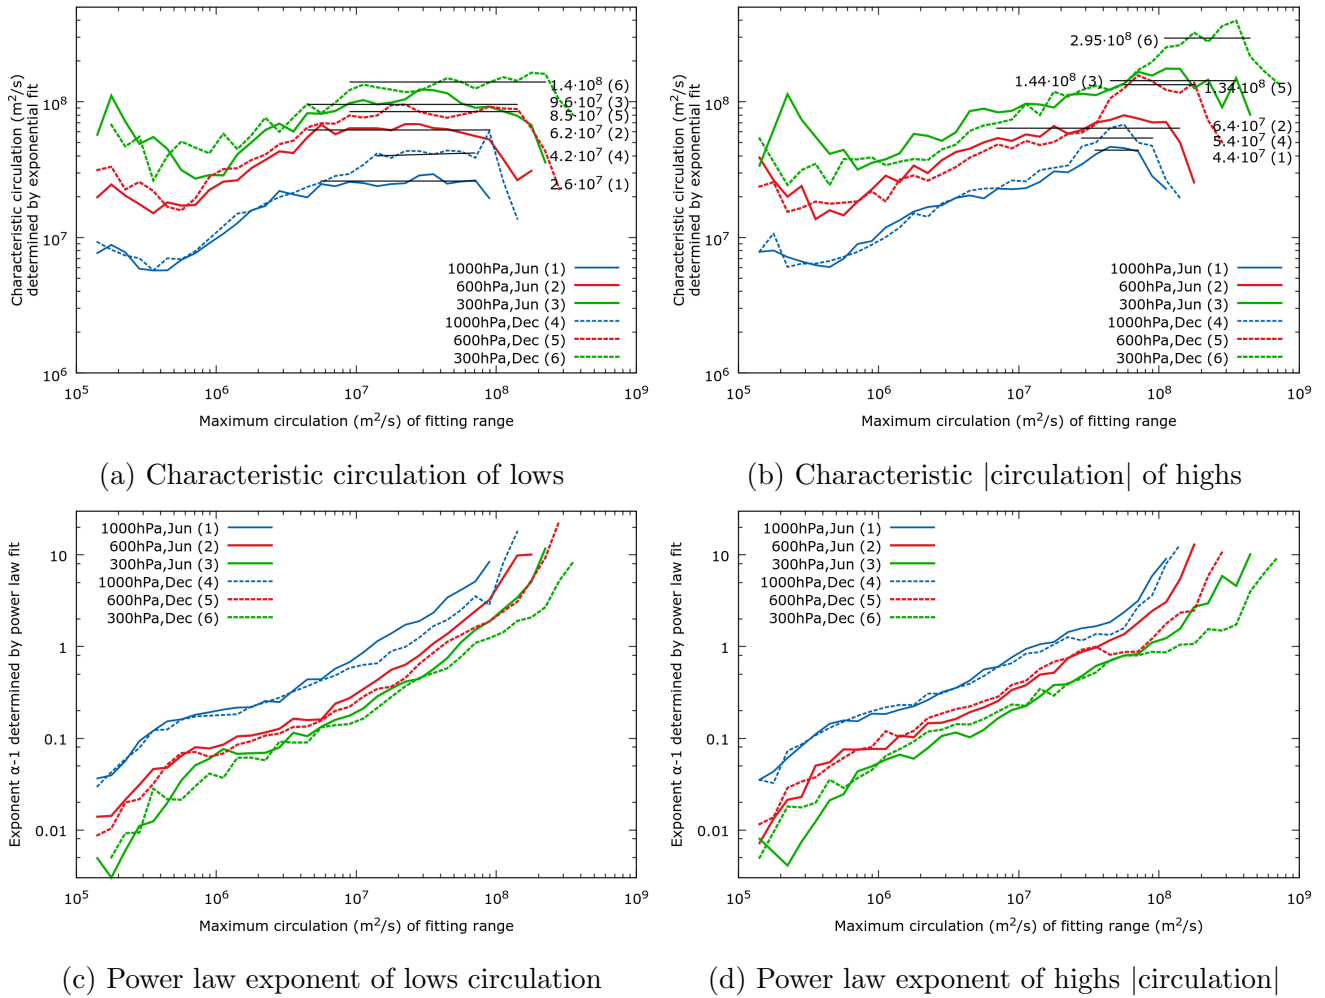 Characteristic circulation (m²/s)
determined by exponential fit
10⁸
10⁷
10⁶
1.4·10⁸ (6)
9.6·10⁷ (3)
8.5·10⁷ (5)
6.2·10⁷ (2)
4.2·10⁷ (4)
2.6·10⁷ (1)
1000hPa,Jun (1)
600hPa,Jun (2)
300hPa,Jun (3)
1000hPa,Dec (4)
600hPa,Dec (5)
300hPa,Dec (6)
10⁵ 10⁶ 10⁷ 10⁸ 10⁹
Maximum circulation (m²/s) of fitting range
(a) Characteristic circulation of lows
Characteristic circulation (m²/s)
determined by exponential fit
10⁸
10⁷
10⁶
2.95·10⁸ (6)
1.44·10⁸ (3)
1.34·10⁸ (5)
6.4·10⁷ (2)
5.4·10⁷ (4)
4.4·10⁷ (1)
1000hPa,Jun (1)
600hPa,Jun (2)
300hPa,Jun (3)
1000hPa,Dec (4)
600hPa,Dec (5)
300hPa,Dec (6)
10⁵ 10⁶ 10⁷ 10⁸ 10⁹
Maximum circulation (m²/s) of fitting range
(b) Characteristic |circulation| of highs
Exponent α-1 determined by power law fit
10
1
0.1
0.01
1000hPa,Jun (1)
600hPa,Jun (2)
300hPa,Jun (3)
1000hPa,Dec (4)
600hPa,Dec (5)
300hPa,Dec (6)
10⁵ 10⁶ 10⁷ 10⁸ 10⁹
Maximum circulation (m²/s) of fitting range
(c) Power law exponent of lows circulation
Exponent α-1 determined by power law fit
10
1
0.1
0.01
1000hPa,Jun (1)
600hPa,Jun (2)
300hPa,Jun (3)
1000hPa,Dec (4)
600hPa,Dec (5)
300hPa,Dec (6)
10⁵ 10⁶ 10⁷ 10⁸ 10⁹
Maximum circulation (m²/s) of fitting range (m²/s)
(d) Power law exponent of highs |circulation|